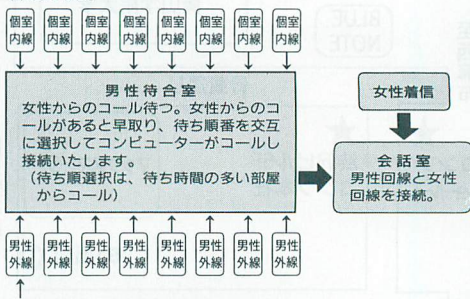 個室内線 個室内線 個室内線 個室内線 個室内線 個室内線 個室内線 個室内線
男性待合室
女性からのコール待つ。女性からのコ
ールがあると早取り、待ち順番を交互
に選択してコンピューターがコールし
接続いたします。
（待ち順選択は、待ち時間の多い部屋
からコール）
女性着信
会話室
男性回線と女性
回線を接続。
男性外線 男性外線 男性外線 男性外線 男性外線 男性外線 男性外線 男性外線